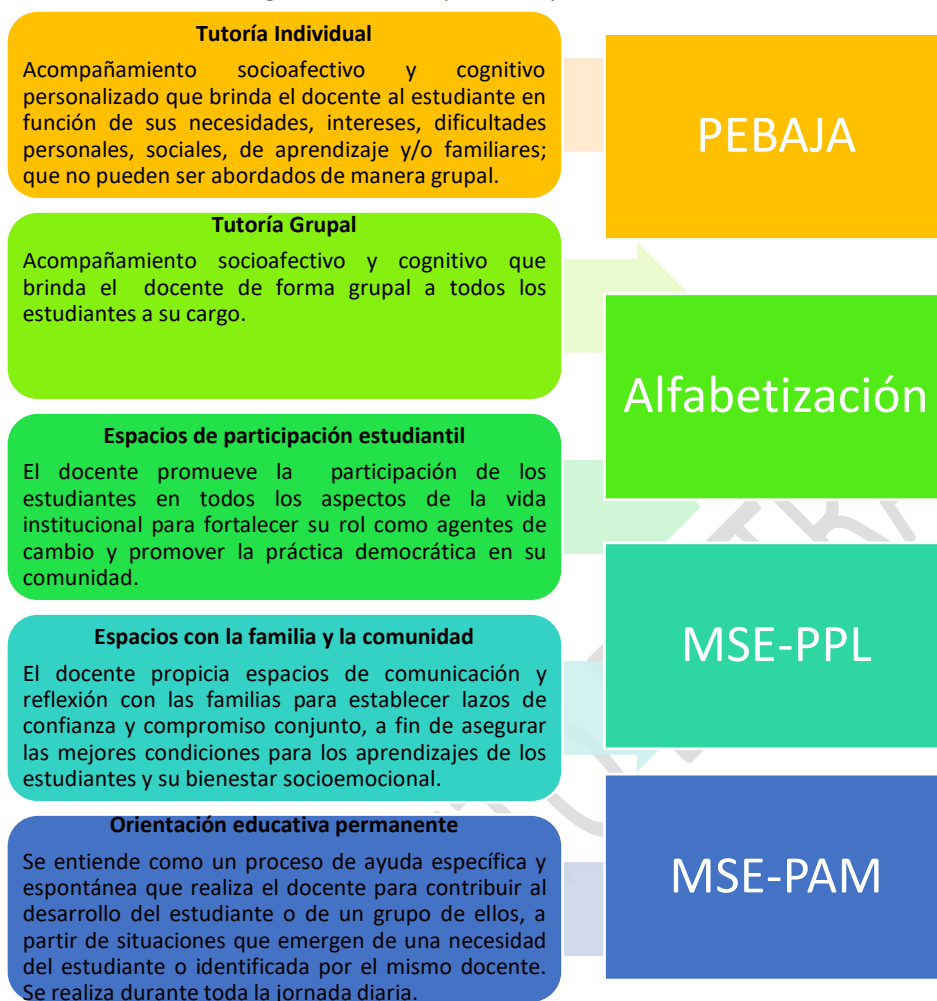 Tutoría Individual
Acompañamiento socioafectivo y cognitivo
personalizado que brinda el docente al estudiante en
función de sus necesidades, intereses, dificultades
personales, sociales, de aprendizaje y/o familiares;
que no pueden ser abordados de manera grupal.
PEBAJA
Tutoría Grupal
Acompañamiento socioafectivo y cognitivo que
brinda el docente de forma grupal a todos los
estudiantes a su cargo.
Alfabetización
Espacios de participación estudiantil
El docente promueve la participación de los
estudiantes en todos los aspectos de la vida
institucional para fortalecer su rol como agentes de
cambio y promover la práctica democrática en su
comunidad.
Espacios con la familia y la comunidad
El docente propicia espacios de comunicación y
reflexión con las familias para establecer lazos de
confianza y compromiso conjunto, a fin de asegurar
las mejores condiciones para los aprendizajes de los
estudiantes y su bienestar socioemocional.
MSE-PPL
Orientación educativa permanente
Se entiende como un proceso de ayuda específica y
espontánea que realiza el docente para contribuir al
desarrollo del estudiante o de un grupo de ellos, a
partir de situaciones que emergen de una necesidad
del estudiante o identificada por el mismo docente.
Se realiza durante toda la jornada diaria.
MSE-PAM